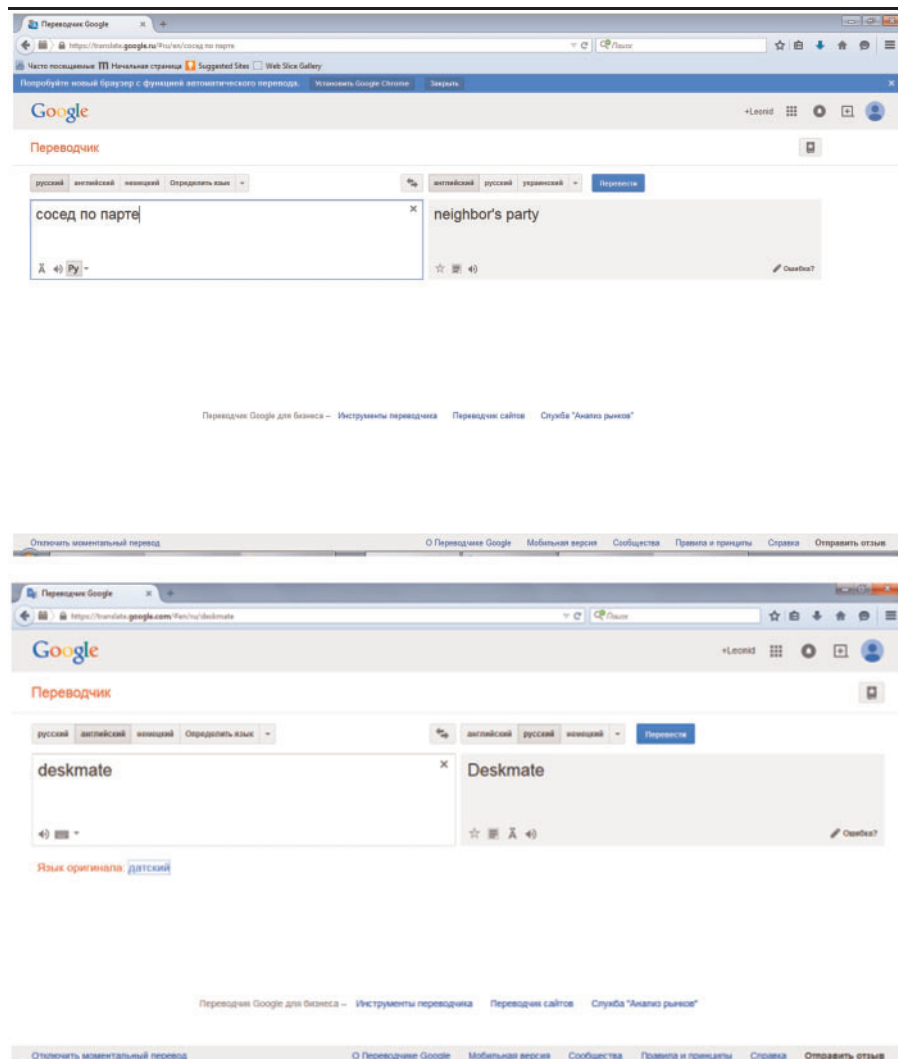 Переводчик Google
https://translate.google.ru/#ru/en/сосед по парте
Поиск
Часто посещаемые Начальная страница Suggested Sites Web Slice Gallery
Попробуйте новый браузер с функцией автоматического перевода. Установить Google Chrome Закрыть
Google +Leonid
Переводчик
русский английский немецкий Определить язык английский русский украинский Перевести
сосед по парте neighbor's party
Ру Ошибка?
Переводчик Google для бизнеса – Инструменты переводчика Переводчик сайтов Служба "Анализ рынков"
Отключить моментальный перевод О Переводчике Google Мобильная версия Сообщества Правила и принципы Справка Отправить отзыв
Переводчик Google
https://translate.google.com/#en/ru/deskmate
Поиск
Google +Leonid
Переводчик
русский английский немецкий Определить язык английский русский немецкий Перевести
deskmate Deskmate
Ошибка?
Язык оригинала: датский
Переводчик Google для бизнеса – Инструменты переводчика Переводчик сайтов Служба "Анализ рынков"
Отключить моментальный перевод О Переводчике Google Мобильная версия Сообщества Правила и принципы Справка Отправить отзыв